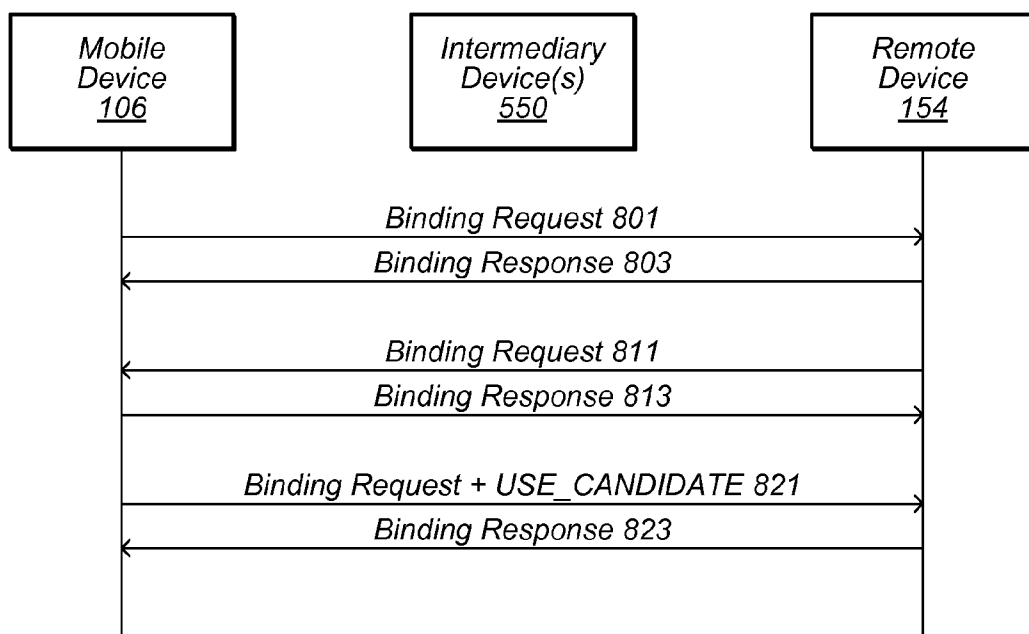 Mobile
Device
106
Intermediary
Device(s)
550
Remote
Device
154
Binding Request 801
Binding Response 803
Binding Request 811
Binding Response 813
Binding Request + USE_CANDIDATE 821
Binding Response 823